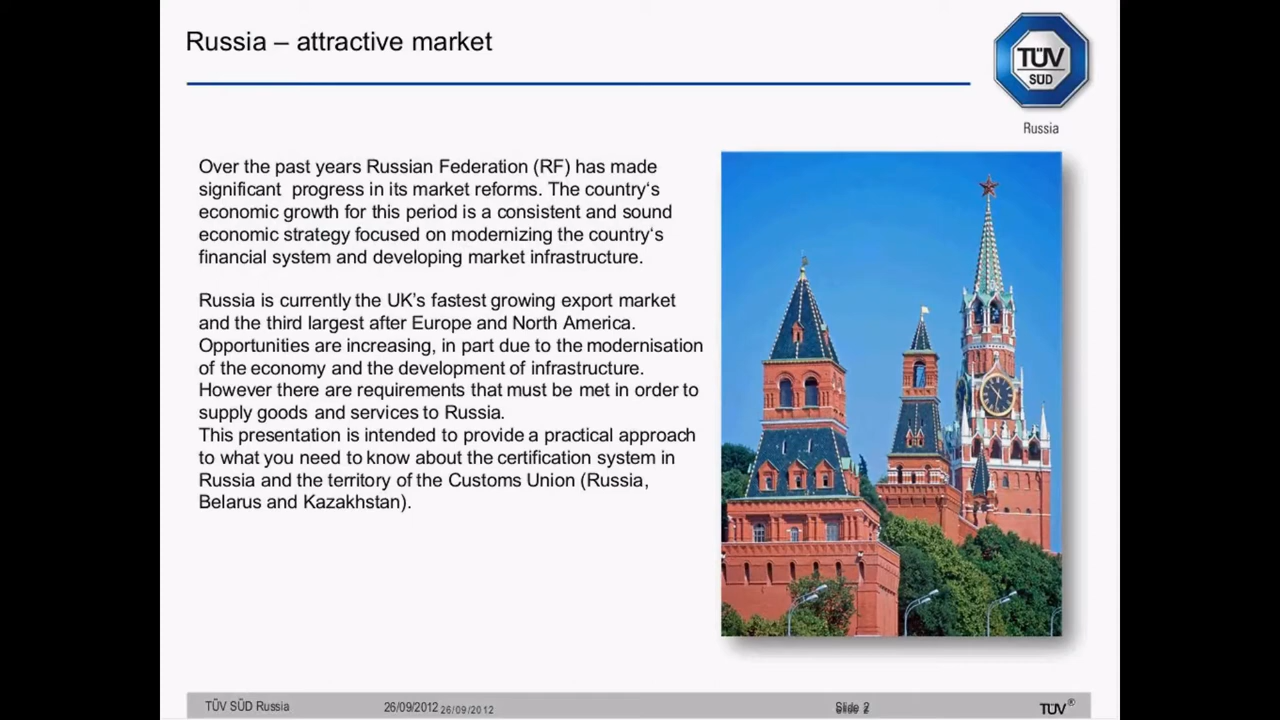 Russia – attractive market
TÜV
SÜD
Russia
Over the past years Russian Federation (RF) has made
significant  progress in its market reforms. The country‘s
economic growth for this period is a consistent and sound
economic strategy focused on modernizing the country‘s
financial system and developing market infrastructure.
Russia is currently the UK’s fastest growing export market
and the third largest after Europe and North America.
Opportunities are increasing, in part due to the modernisation
of the economy and the development of infrastructure.
However there are requirements that must be met in order to
supply goods and services to Russia.
This presentation is intended to provide a practical approach
to what you need to know about the certification system in
Russia and the territory of the Customs Union (Russia,
Belarus and Kazakhstan).
TÜV SÜD Russia
26/09/2012 26/09/2012
Slide 2
TÜV®